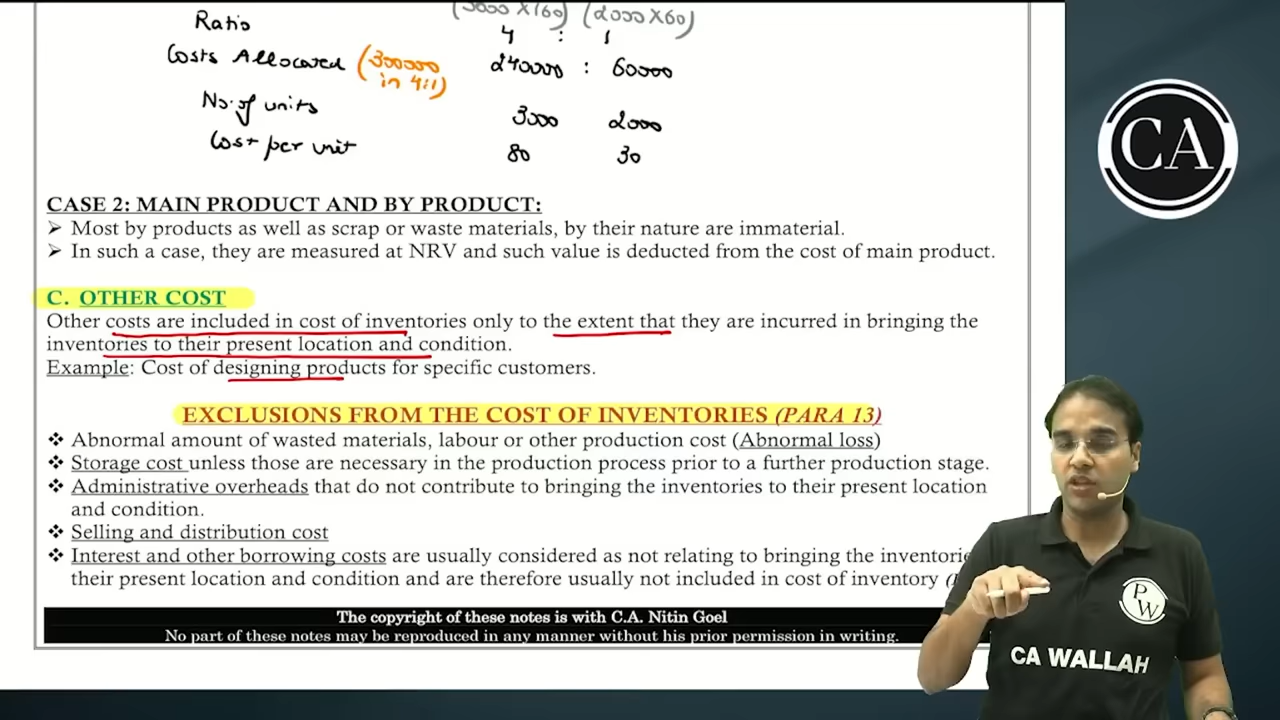 (3000 X 160) (2000 X 60)
Ratio 4 : 1
Costs Allocated (300000 in 4:1) 240000 : 60000
No. of units 3000 2000
Cost per unit 80 30
CASE 2: MAIN PRODUCT AND BY PRODUCT:
➢ Most by products as well as scrap or waste materials, by their nature are immaterial.
➢ In such a case, they are measured at NRV and such value is deducted from the cost of main product.
C. OTHER COST
Other costs are included in cost of inventories only to the extent that they are incurred in bringing the
inventories to their present location and condition.
Example: Cost of designing products for specific customers.
EXCLUSIONS FROM THE COST OF INVENTORIES (PARA 13)
❖ Abnormal amount of wasted materials, labour or other production cost (Abnormal loss)
❖ Storage cost unless those are necessary in the production process prior to a further production stage.
❖ Administrative overheads that do not contribute to bringing the inventories to their present location
and condition.
❖ Selling and distribution cost
❖ Interest and other borrowing costs are usually considered as not relating to bringing the inventorie
their present location and condition and are therefore usually not included in cost of inventory (
The copyright of these notes is with C.A. Nitin Goel
No part of these notes may be reproduced in any manner without his prior permission in writing.
CA
PW
CA WALLAH